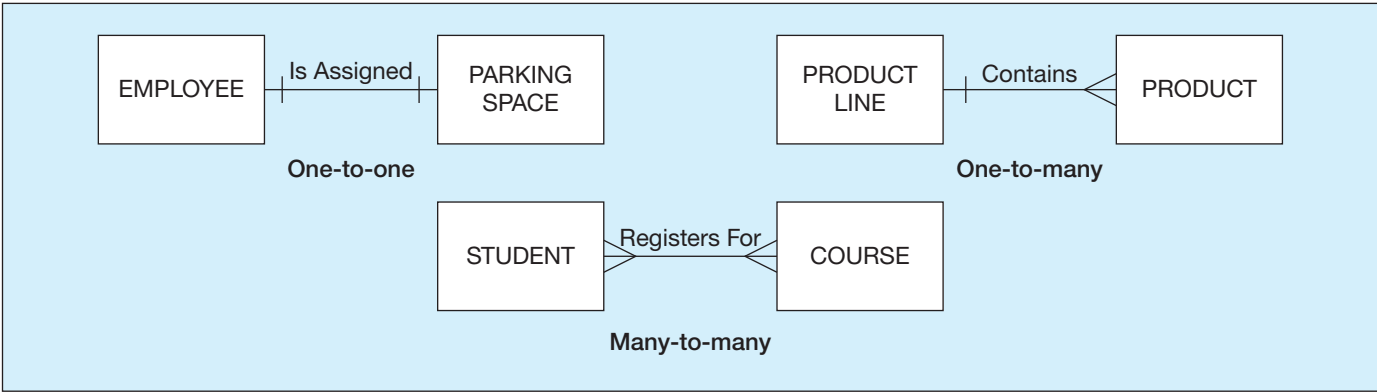 EMPLOYEE
Is Assigned
PARKING
SPACE
One-to-one
PRODUCT
LINE
Contains
PRODUCT
One-to-many
STUDENT
Registers For
COURSE
Many-to-many